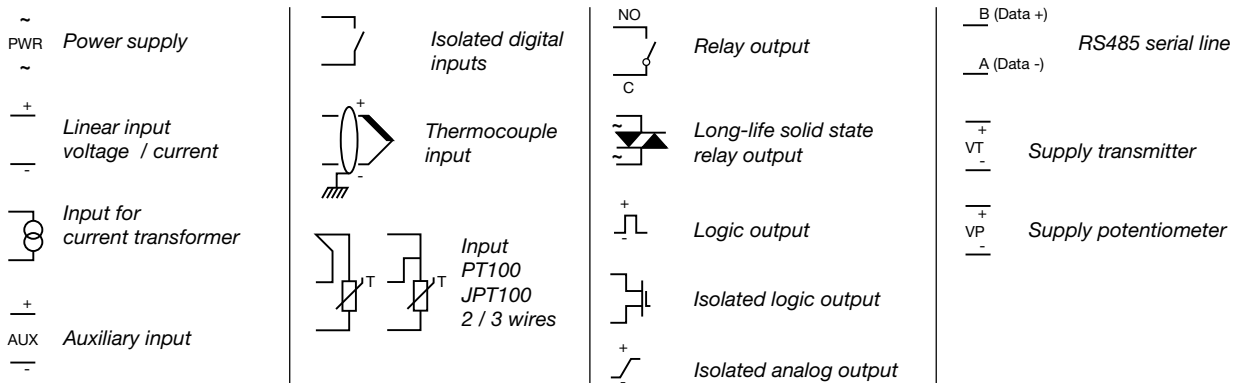 ~
PWR
~
Power supply
+
-
Linear input
voltage / current
Input for
current transformer
+
AUX
-
Auxiliary input
Isolated digital
inputs
+
-
Thermocouple
input
T
T
Input
PT100
JPT100
2 / 3 wires
NO
C
Relay output
~
~
Long-life solid state
relay output
+
-
Logic output
Isolated logic output
+
-
Isolated analog output
B (Data +)
A (Data -)
RS485 serial line
+
VT
-
Supply transmitter
+
VP
-
Supply potentiometer